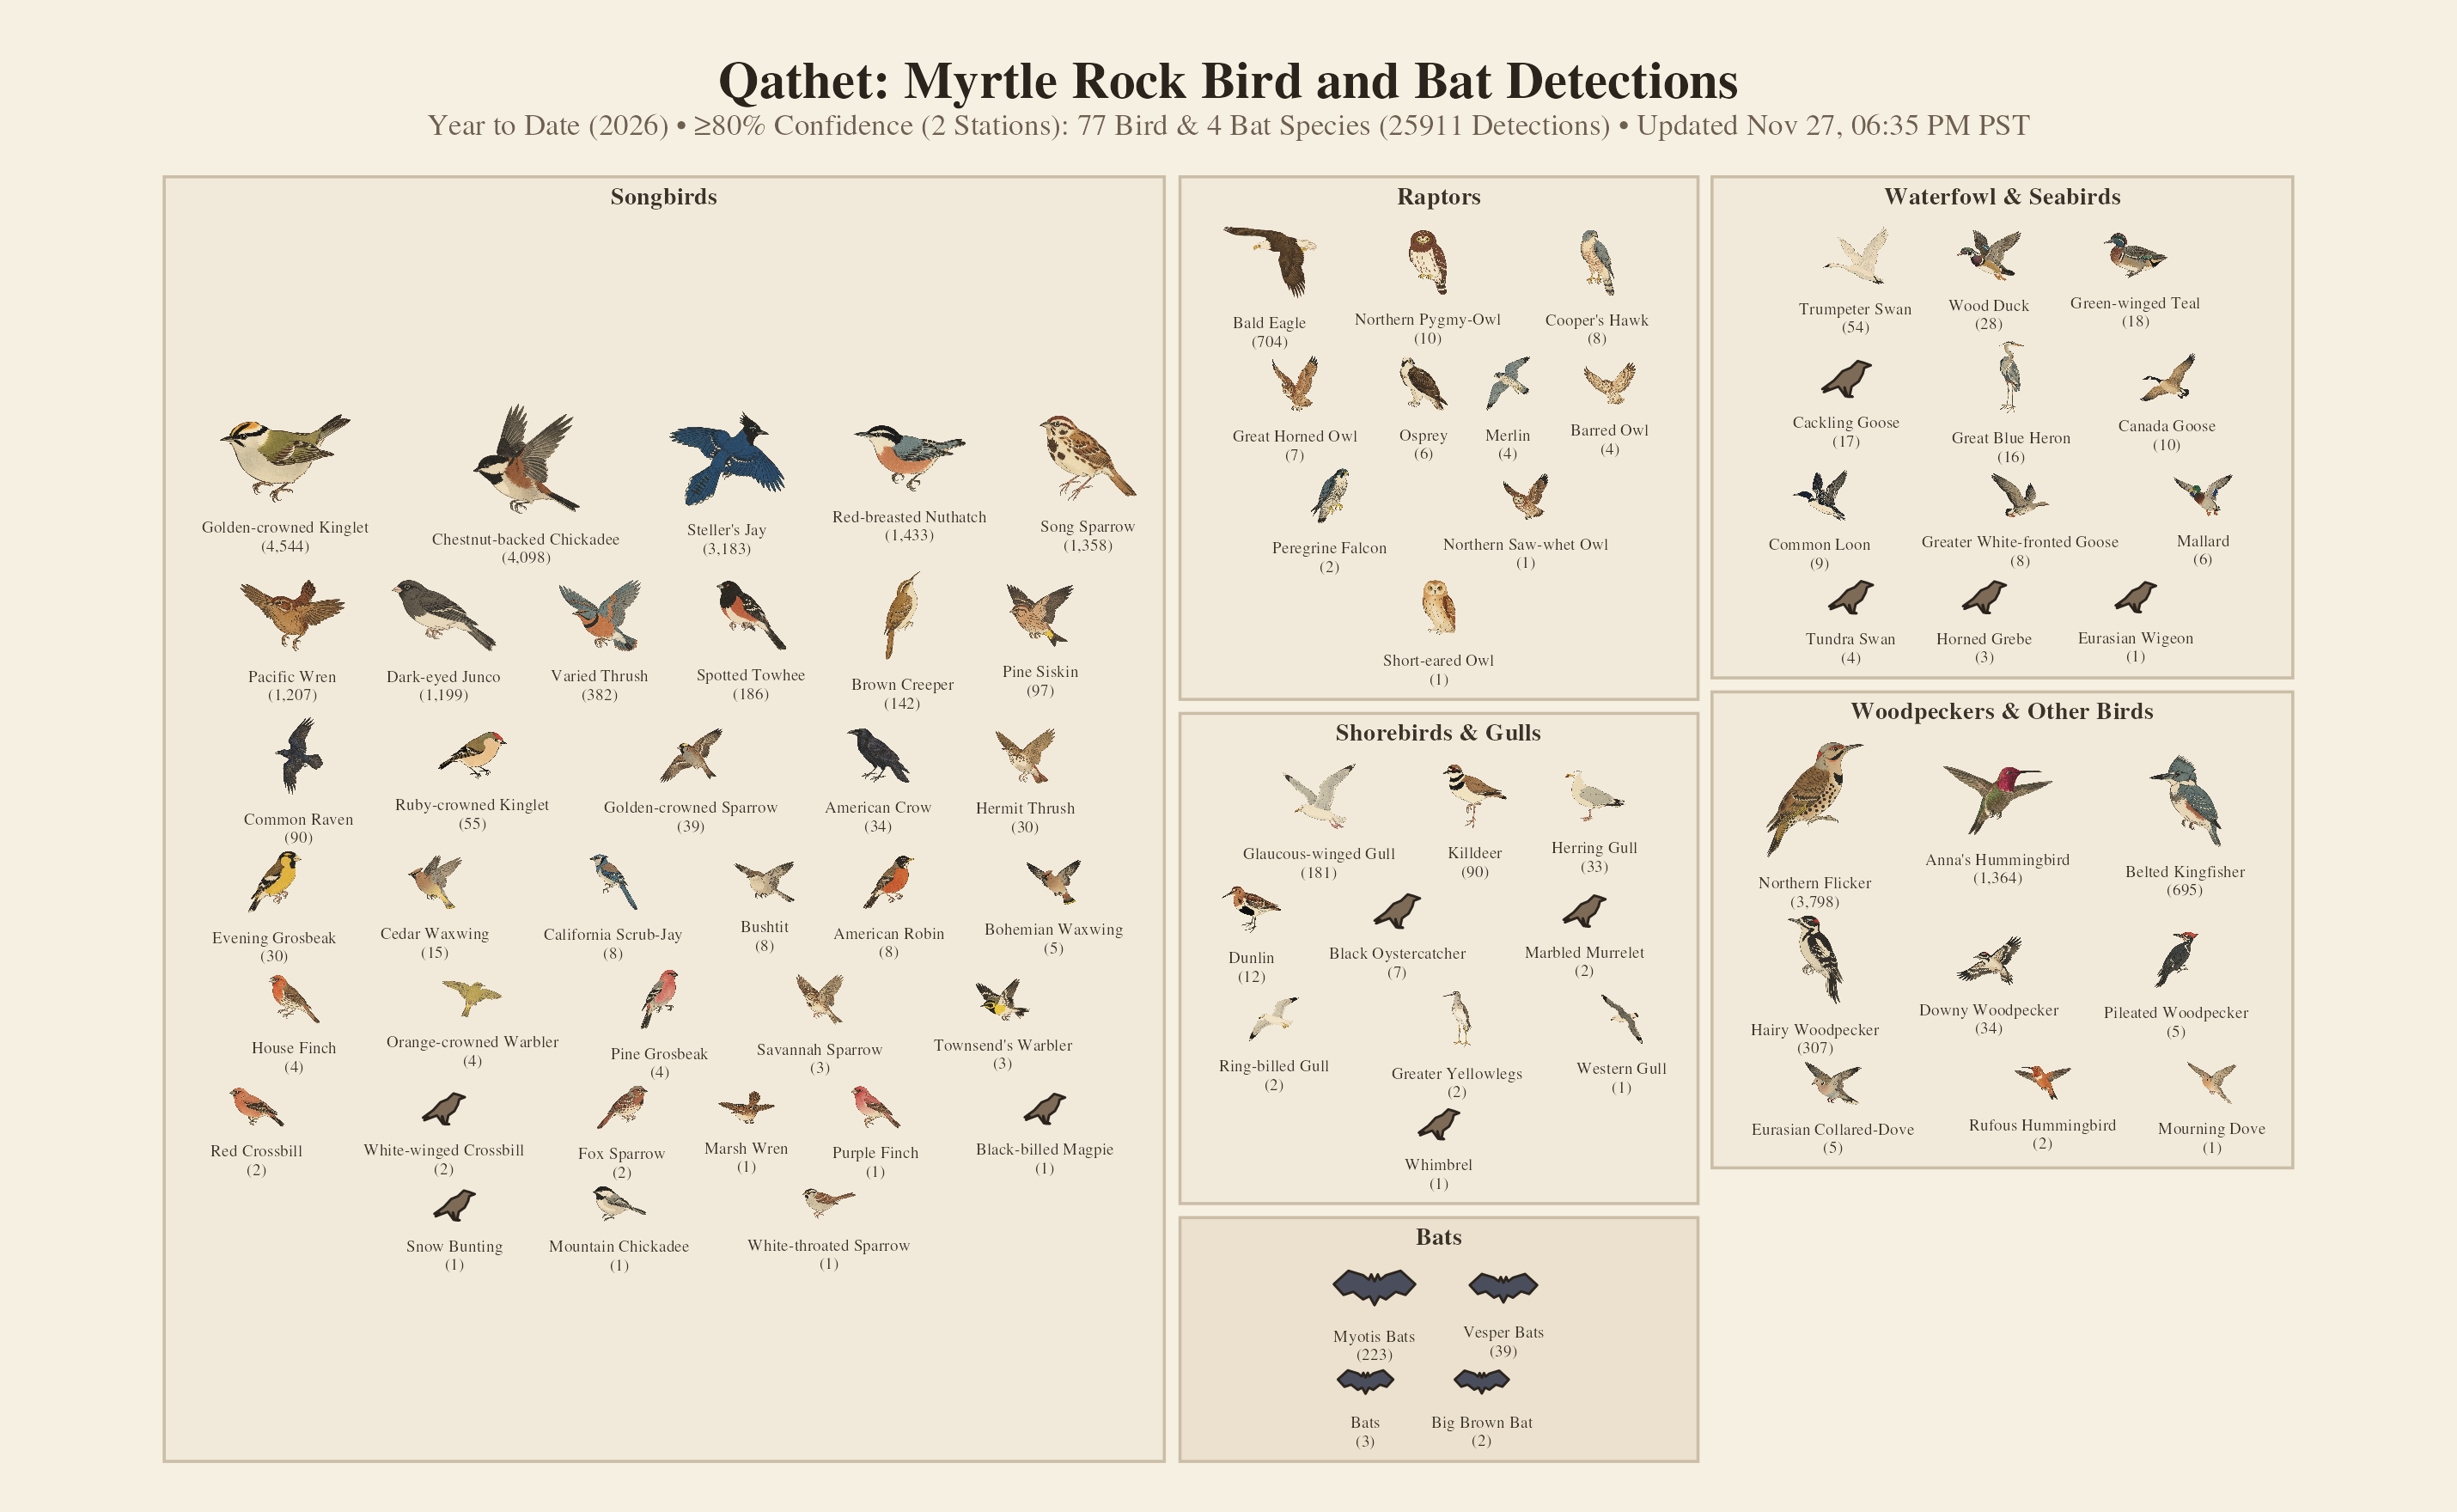 Qathet: Myrtle Rock Bird and Bat Detections
Year to Date (2026) • ≥80% Confidence (2 Stations): 77 Bird & 4 Bat Species (25911 Detections) • Updated Nov 27, 06:35 PM PST
Songbirds
Golden-crowned Kinglet
(4,544)
Chestnut-backed Chickadee
(4,098)
Steller's Jay
(3,183)
Red-breasted Nuthatch
(1,433)
Song Sparrow
(1,358)
Pacific Wren
(1,207)
Dark-eyed Junco
(1,199)
Varied Thrush
(382)
Spotted Towhee
(186)
Brown Creeper
(142)
Pine Siskin
(97)
Common Raven
(90)
Ruby-crowned Kinglet
(55)
Golden-crowned Sparrow
(39)
American Crow
(34)
Hermit Thrush
(30)
Evening Grosbeak
(30)
Cedar Waxwing
(15)
California Scrub-Jay
(8)
Bushtit
(8)
American Robin
(8)
Bohemian Waxwing
(5)
House Finch
(4)
Orange-crowned Warbler
(4)
Pine Grosbeak
(4)
Savannah Sparrow
(3)
Townsend's Warbler
(3)
Red Crossbill
(2)
White-winged Crossbill
(2)
Fox Sparrow
(2)
Marsh Wren
(1)
Purple Finch
(1)
Black-billed Magpie
(1)
Snow Bunting
(1)
Mountain Chickadee
(1)
White-throated Sparrow
(1)
Raptors
Bald Eagle
(704)
Northern Pygmy-Owl
(10)
Cooper's Hawk
(8)
Great Horned Owl
(7)
Osprey
(6)
Merlin
(4)
Barred Owl
(4)
Peregrine Falcon
(2)
Northern Saw-whet Owl
(1)
Short-eared Owl
(1)
Shorebirds & Gulls
Glaucous-winged Gull
(181)
Killdeer
(90)
Herring Gull
(33)
Dunlin
(12)
Black Oystercatcher
(7)
Marbled Murrelet
(2)
Ring-billed Gull
(2)
Greater Yellowlegs
(2)
Western Gull
(1)
Whimbrel
(1)
Bats
Myotis Bats
(223)
Vesper Bats
(39)
Bats
(3)
Big Brown Bat
(2)
Waterfowl & Seabirds
Trumpeter Swan
(54)
Wood Duck
(28)
Green-winged Teal
(18)
Cackling Goose
(17)
Great Blue Heron
(16)
Canada Goose
(10)
Common Loon
(9)
Greater White-fronted Goose
(8)
Mallard
(6)
Tundra Swan
(4)
Horned Grebe
(3)
Eurasian Wigeon
(1)
Woodpeckers & Other Birds
Northern Flicker
(3,798)
Anna's Hummingbird
(1,364)
Belted Kingfisher
(695)
Hairy Woodpecker
(307)
Downy Woodpecker
(34)
Pileated Woodpecker
(5)
Eurasian Collared-Dove
(5)
Rufous Hummingbird
(2)
Mourning Dove
(1)